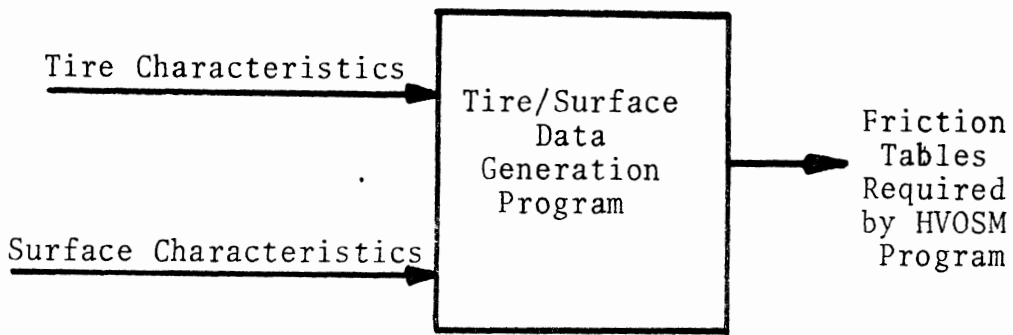 Tire Characteristics
Surface Characteristics
Tire/Surface
Data
Generation
Program
Friction
Tables
Required
by HVOSM
Program